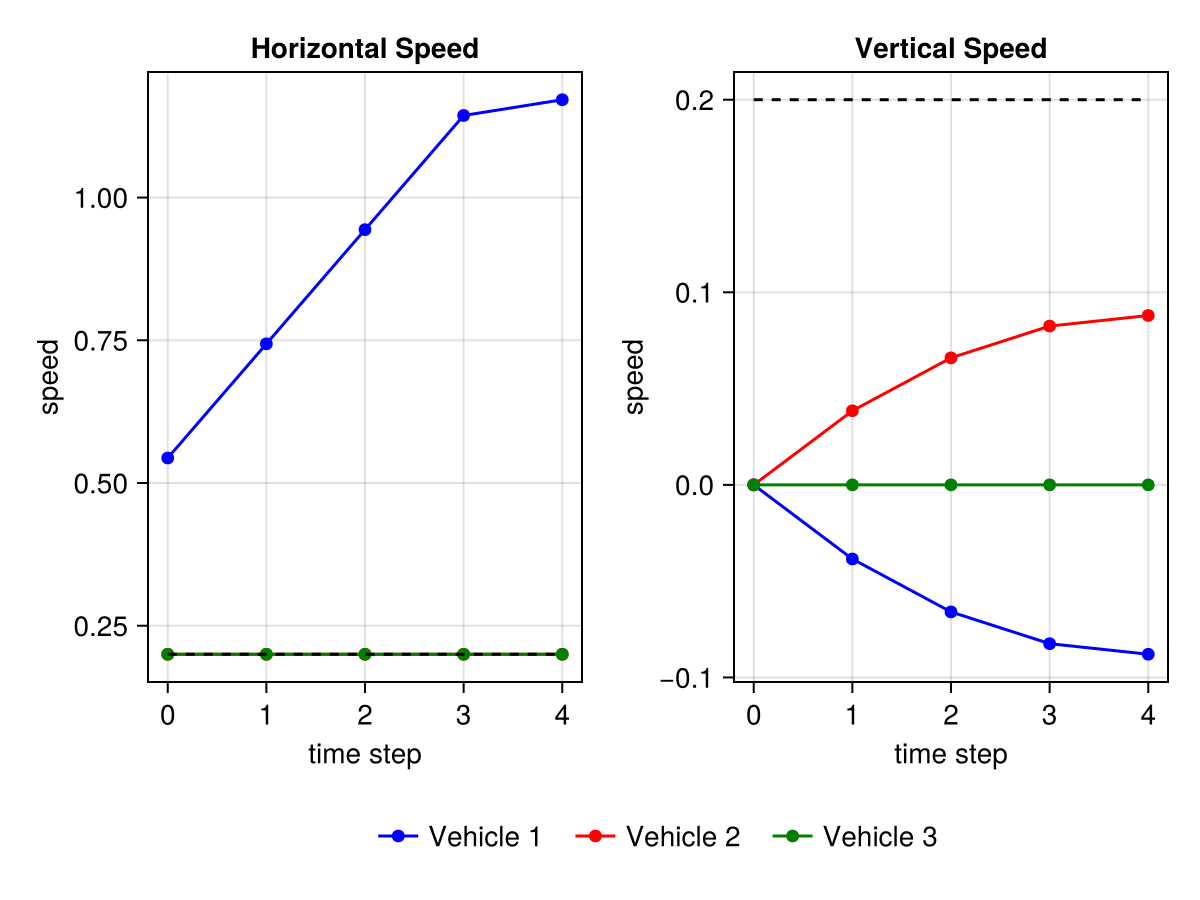 Horizontal Speed
speed
1.00
0.75
0.50
0.25
0 1 2 3 4
time step
Vertical Speed
speed
0.2
0.1
0.0
−0.1
0 1 2 3 4
time step
Vehicle 1 Vehicle 2 Vehicle 3